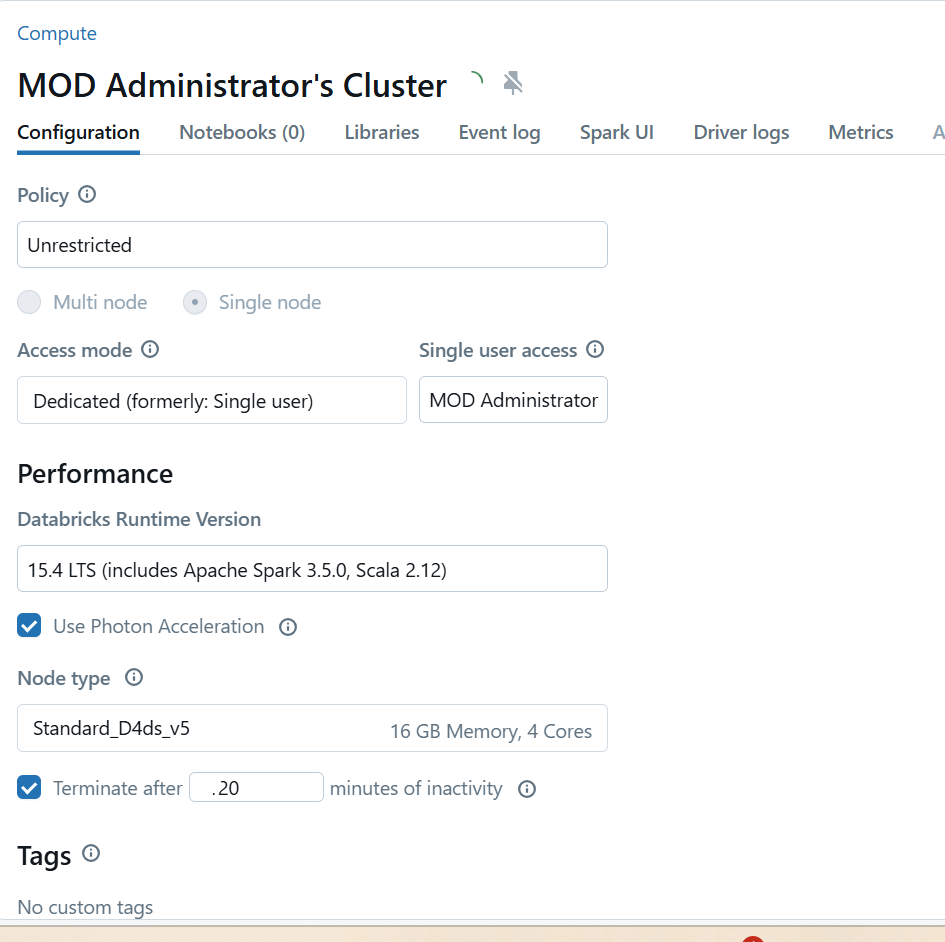 Compute
MOD Administrator's Cluster
Configuration Notebooks (0) Libraries Event log Spark UI Driver logs Metrics A
Policy
Unrestricted
Multi node Single node
Access mode Single user access
Dedicated (formerly: Single user) MOD Administrator
Performance
Databricks Runtime Version
15.4 LTS (includes Apache Spark 3.5.0, Scala 2.12)
Use Photon Acceleration
Node type
Standard_D4ds_v5 16 GB Memory, 4 Cores
Terminate after .20 minutes of inactivity
Tags
No custom tags